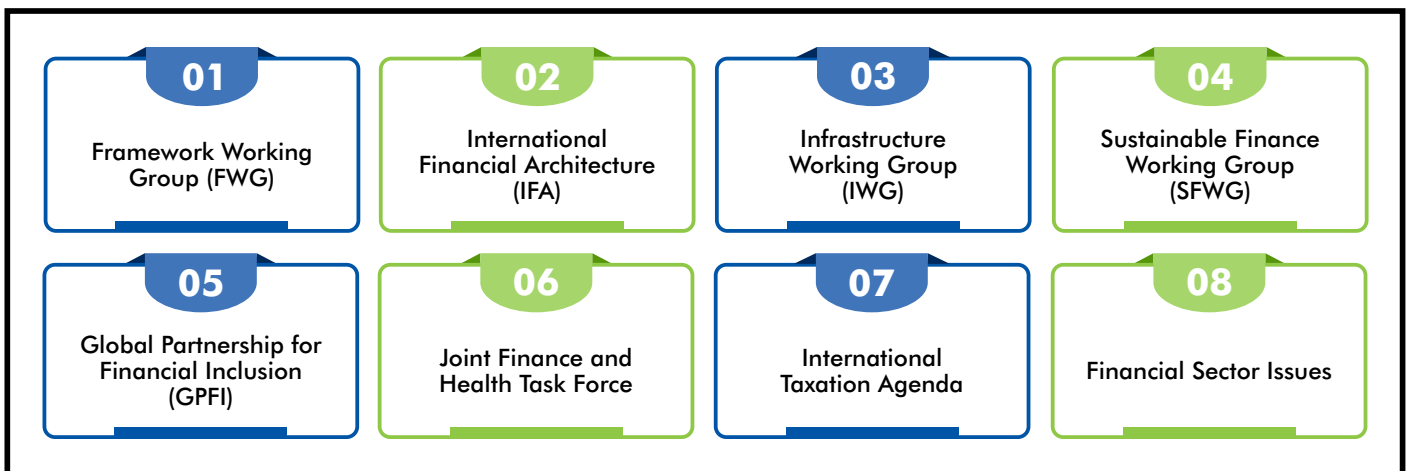 01
Framework Working
Group (FWG)
02
International
Financial Architecture
(IFA)
03
Infrastructure
Working Group
(IWG)
04
Sustainable Finance
Working Group
(SFWG)
05
Global Partnership for
Financial Inclusion
(GPFI)
06
Joint Finance and
Health Task Force
07
International
Taxation Agenda
08
Financial Sector Issues